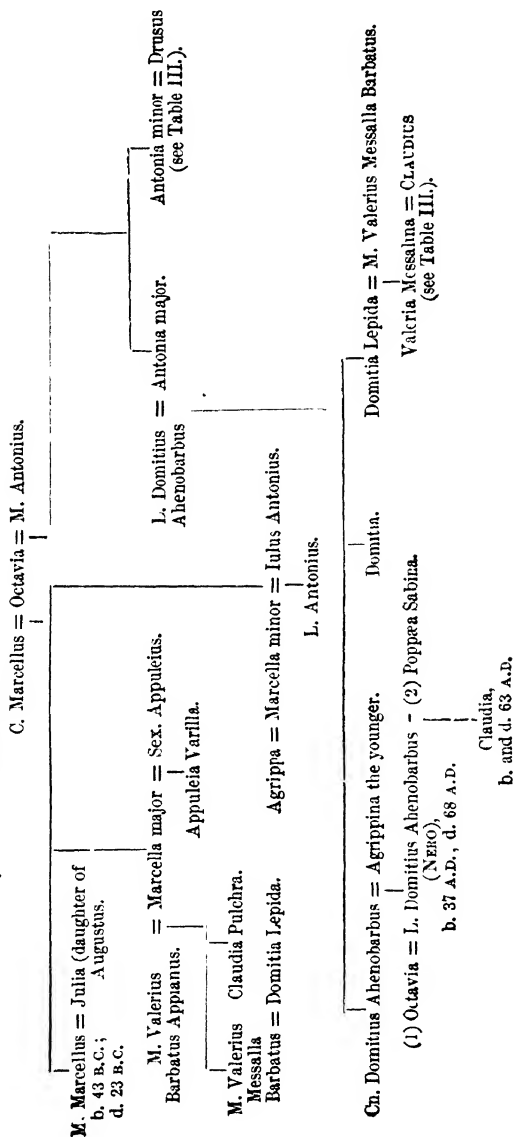 C. Marcellus = Octavia = M. Antonius.
M. Marcellus = Julia (daughter of
b. 43 B.C.; Augustus.
d. 23 B.C.
M. Valerius = Marcella major = Sex. Appuleius.
Barbatus Appianus.
Appuleia Varilla.
M. Valerius Claudia Pulchra.
Messalla
Barbatus = Domitia Lepida.
Agrippa = Marcella minor = Iulus Antonius.
L. Antonius.
L. Domitius = Antonia major.
Ahenobarbus
Antonia minor = Drusus
(see Table III.).
Cn. Domitius Ahenobarbus = Agrippina the younger.
Domitia.
Domitia Lepida = M. Valerius Messalla Barbatus.
Valeria Messalina = CLAUDIUS
(see Table III.).
(1) Octavia = L. Domitius Ahenobarbus = (2) Poppæa Sabina.
(NERO),
b. 37 A.D., d. 68 A.D.
Claudia,
b. and d. 63 A.D.